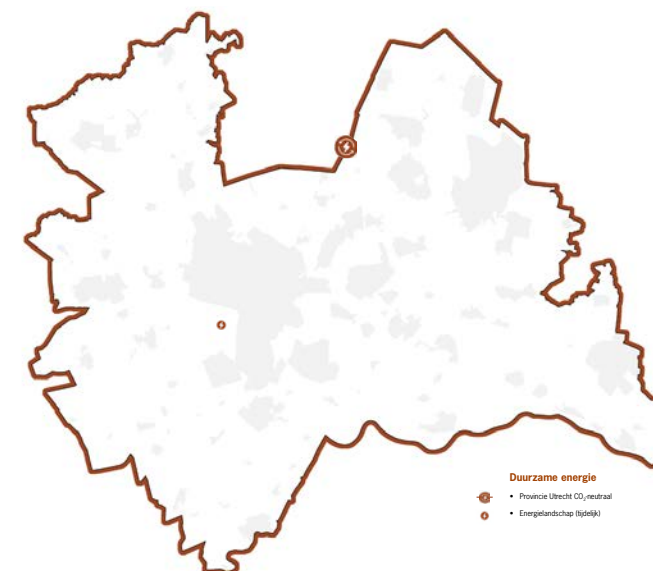 Duurzame energie
• Provincie Utrecht CO₂-neutraal
• Energielandschap (tijdelijk)